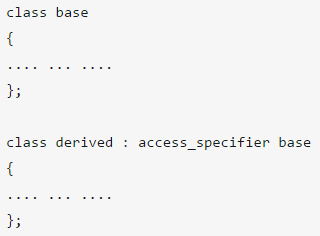 class base
{
.... ... ....
};
class derived : access_specifier base
{
.... ... ....
};